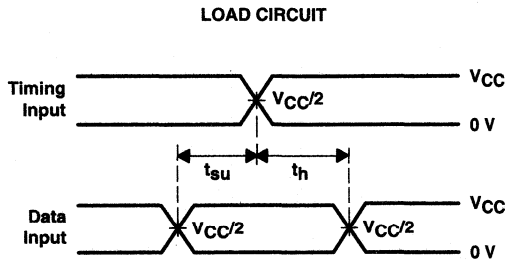 LOAD CIRCUIT
Timing
Input
VCC
VCC/2
0 V
tsu
th
Data
Input
VCC
VCC/2
VCC/2
0 V